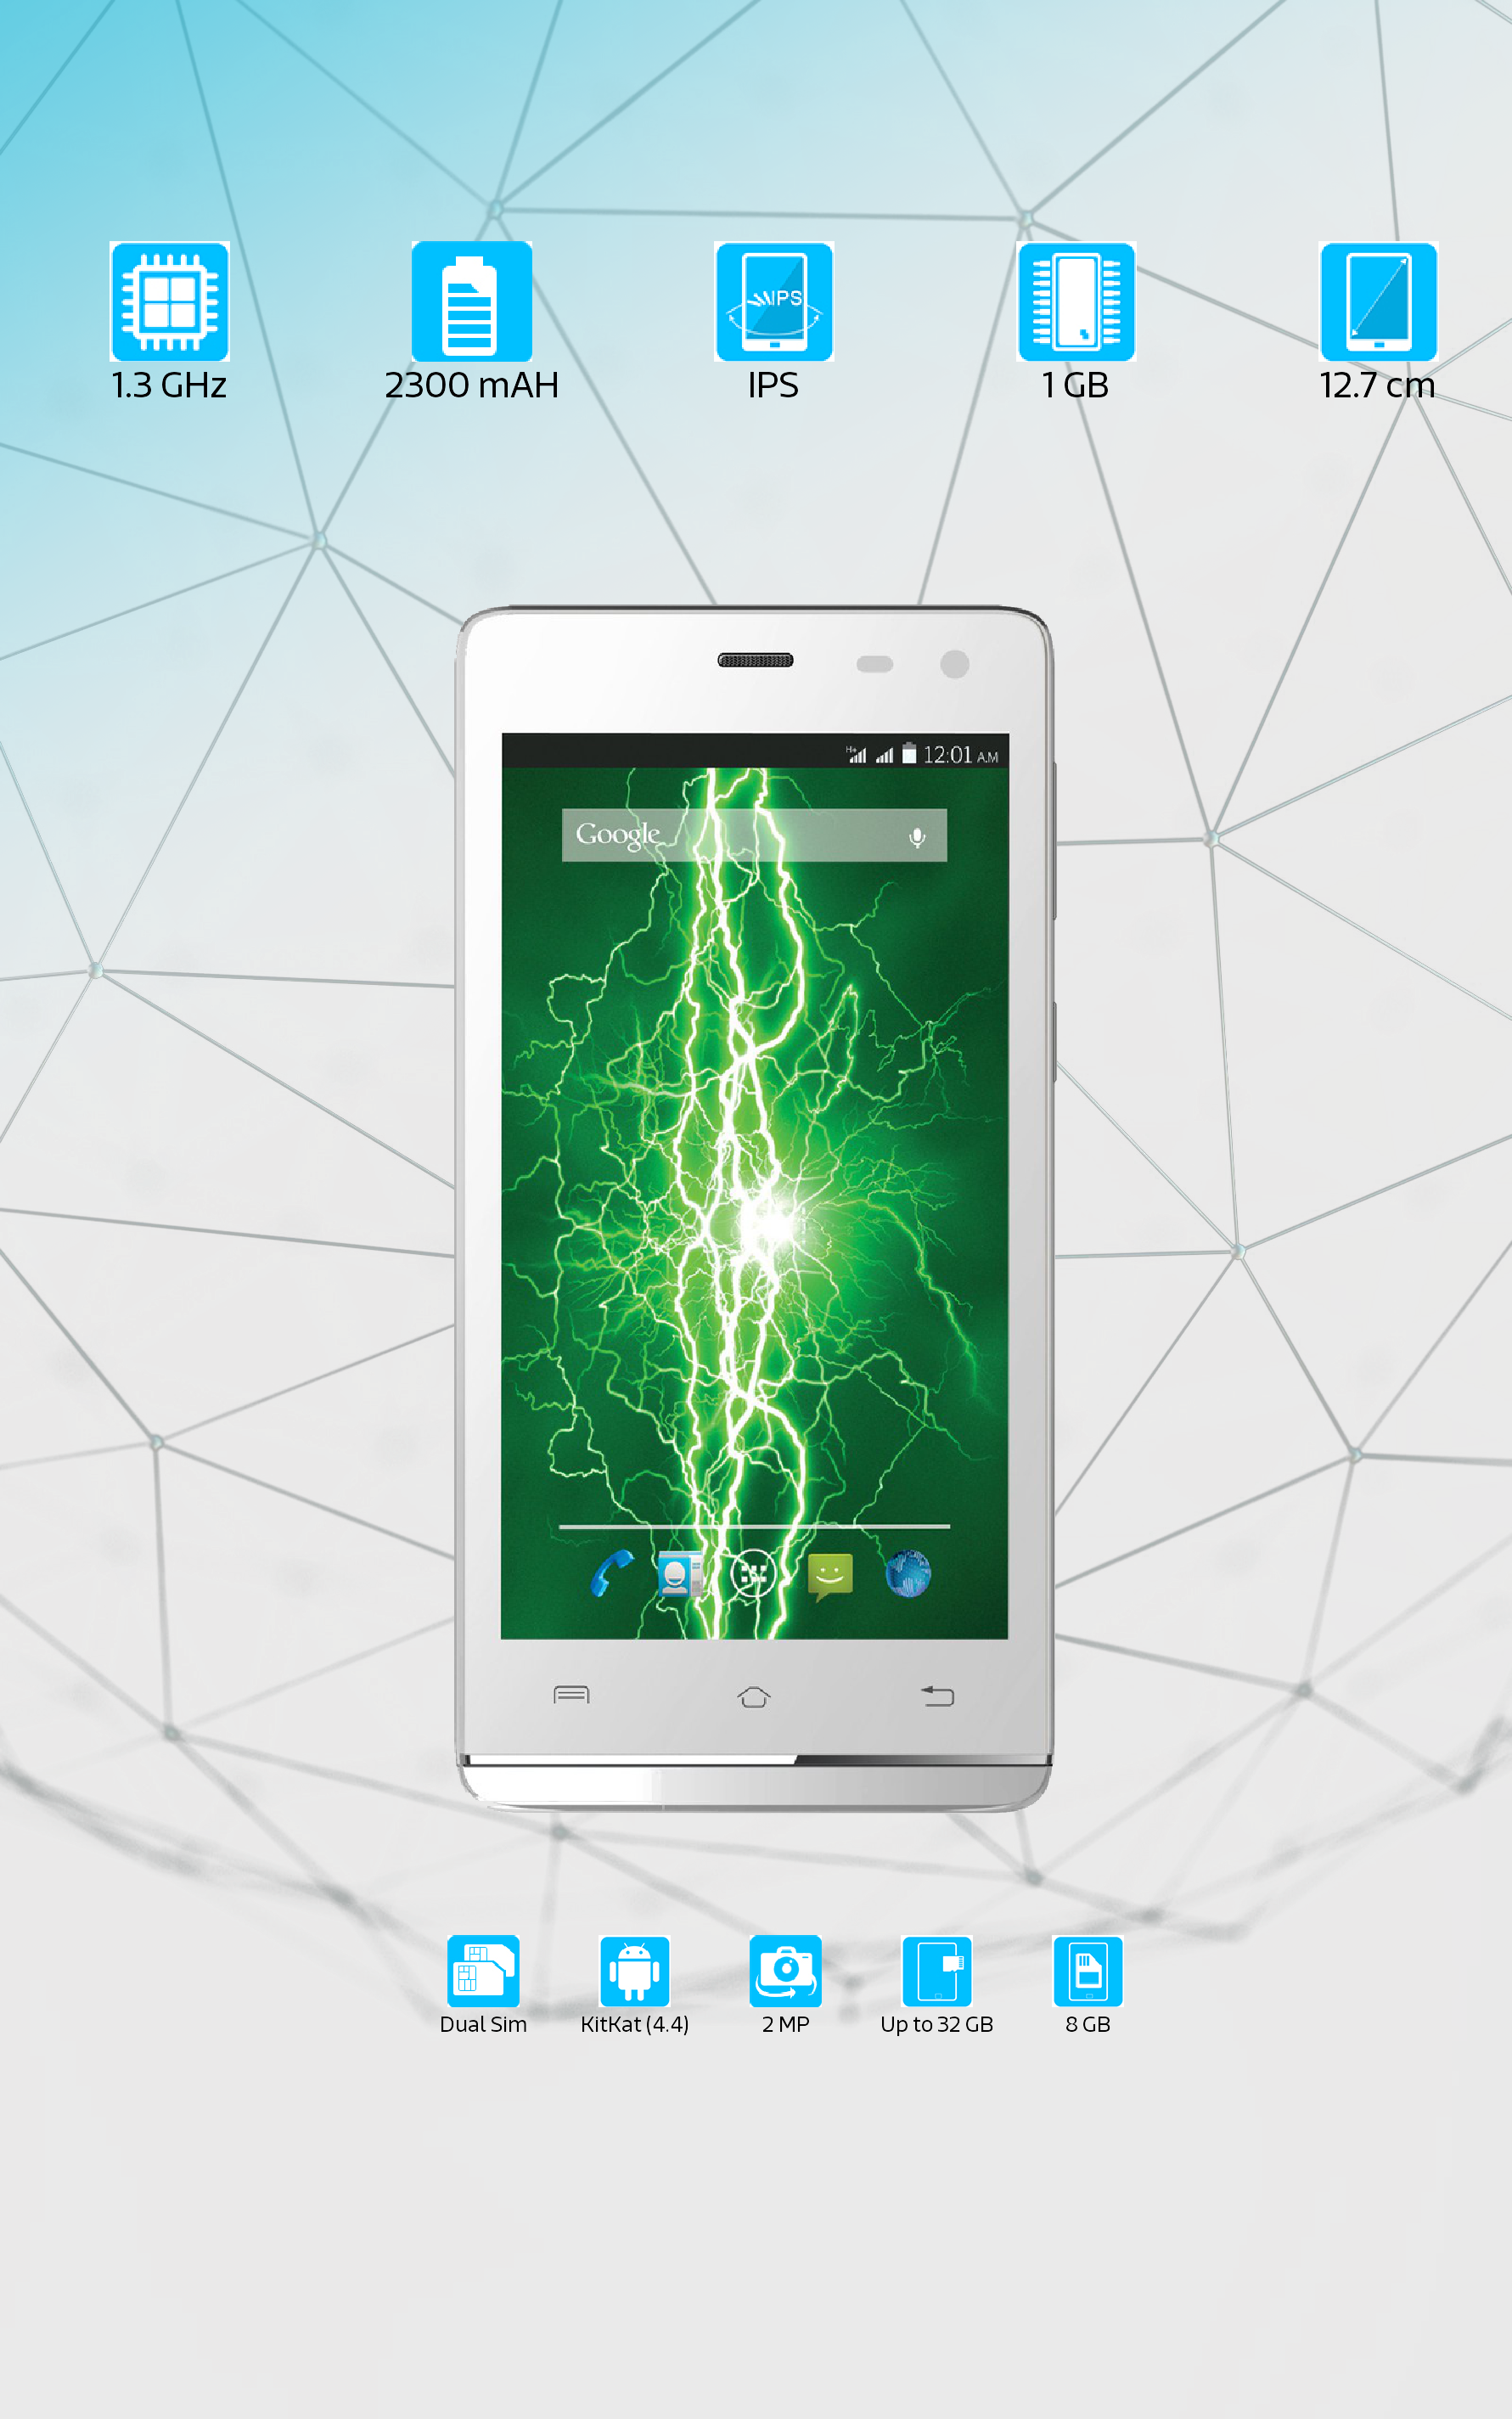 1.3 GHz
2300 mAH
IPS
IPS
1 GB
12.7 cm
H+ 12:01 A.M
Google
Dual Sim
KitKat (4.4)
2 MP
Up to 32 GB
8 GB